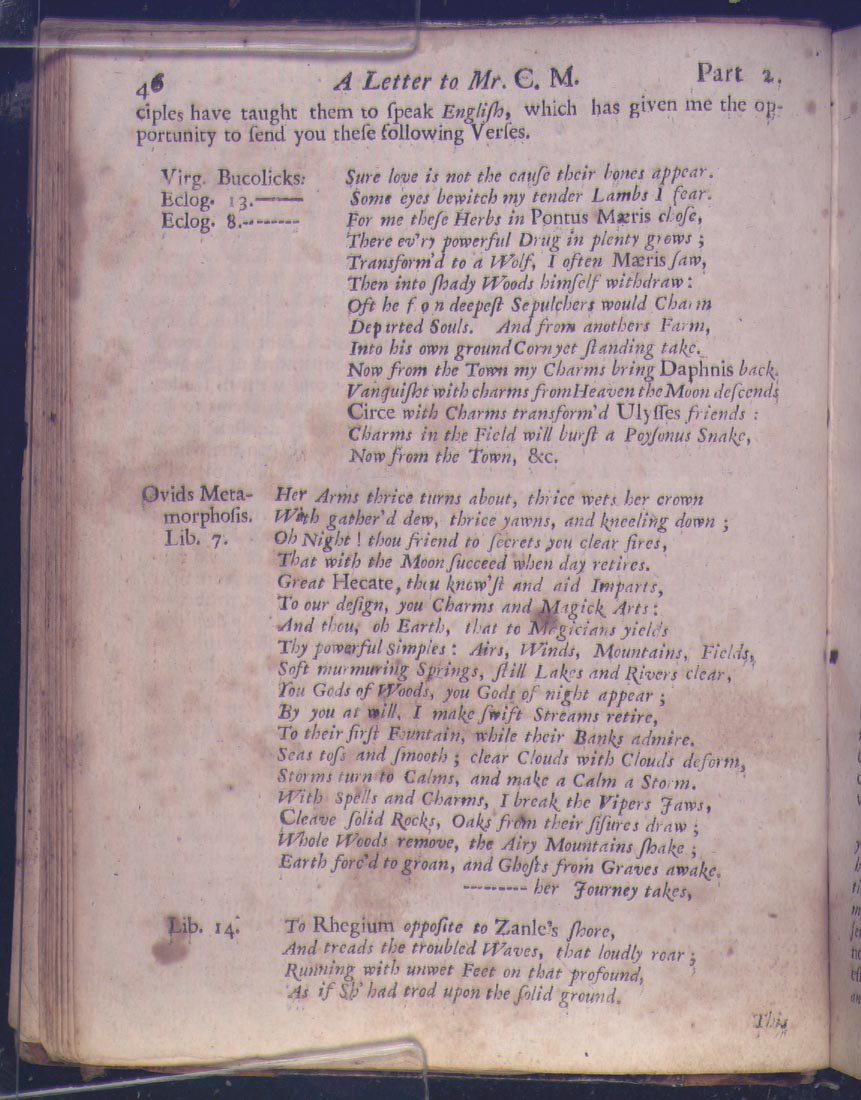 46 A Letter to Mr. C. M. Part 2.
ciples have taught them to ſpeak Engliſh, which has given me the op-
portunity to ſend you theſe following Verſes.
Virg. Bucolicks: Sure love is not the cauſe their bones appear.
Eclog. 13.—— Some eyes bewitch my tender Lambs I fear.
Eclog. 8.-------- For me theſe Herbs in Pontus Mæris choſe,
There ev'ry powerful Drug in plenty grows ;
Transform'd to a Wolf, I often Mæris ſaw,
Then into ſhady Woods himſelf withdraw:
Oft he f o n deepeſt Sepulchers would Charm
Departed Souls. And from anothers Farm,
Into his own ground Corn yet ſtanding take.
Now from the Town my Charms bring Daphnis back.
Vanquiſht with charms from Heaven the Moon deſcends
Circe with Charms transform'd Ulyſſes friends :
Charms in the Field will burſt a Poyſonus Snake,
Now from the Town, &c.
Ovids Meta- Her Arms thrice turns about, thrice wets her crown
morphoſis. With gather'd dew, thrice yawns, and kneeling down ;
Lib. 7. Oh Night ! thou friend to ſecrets you clear fires,
That with the Moon ſucceed when day retires.
Great Hecate, thou know'ſt and aid Imparts,
To our deſign, you Charms and Magick Arts:
And thou, oh Earth, that to Magicians yields
Thy powerful Simples: Airs, Winds, Mountains, Fields,
Soft murmuring Springs, ſtill Lakes and Rivers clear,
You Gods of Woods, you Gods of night appear ;
By you at will, I make ſwift Streams retire,
To their firſt Fountain, while their Banks admire.
Seas toſs and ſmooth ; clear Clouds with Clouds deform,
Storms turn to Calms, and make a Calm a Storm.
With Spells and Charms, I break the Vipers Jaws,
Cleave ſolid Rocks, Oaks from their ſiſures draw ;
Whole Woods remove, the Airy Mountains ſhake ;
Earth forc'd to groan, and Ghoſts from Graves awake.
--------- her Journey takes,
Lib. 14. To Rhegium oppoſite to Zanle's ſhore,
And treads the troubled Waves, that loudly roar ;
Running with unwet Feet on that profound,
As if Sh' had trod upon the ſolid ground.
This